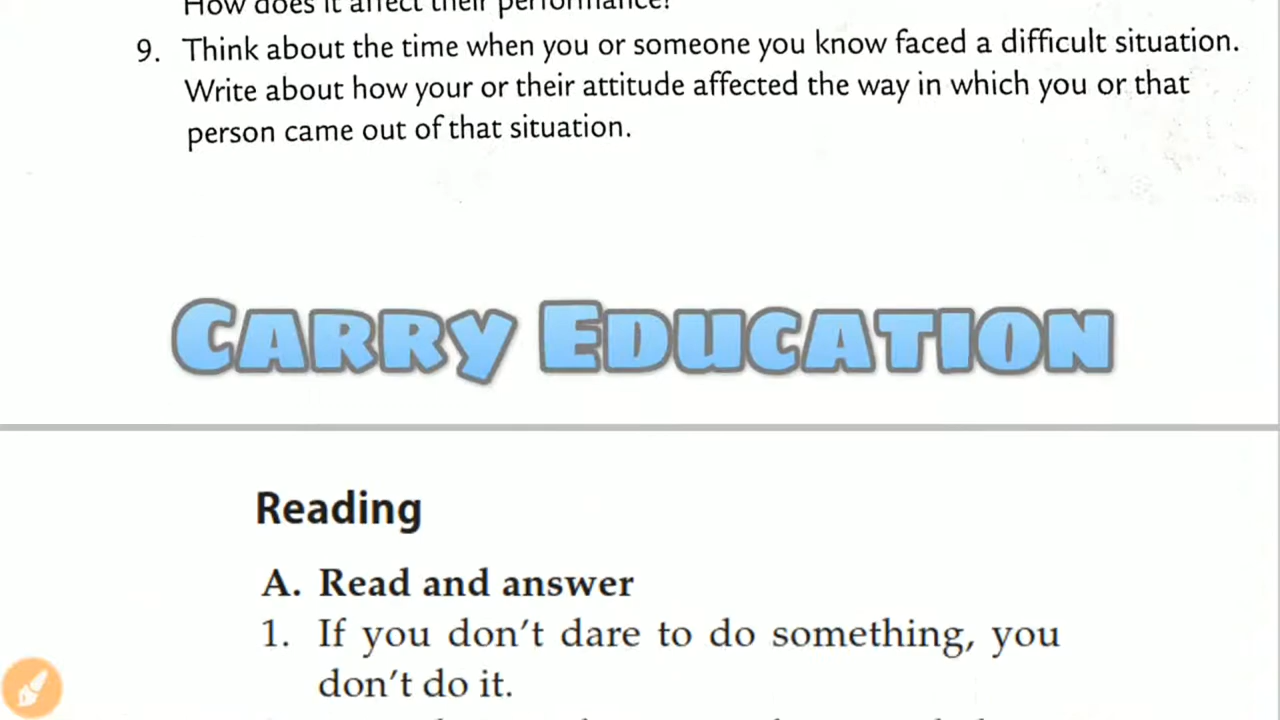 How does it affect their performance?
9. Think about the time when you or someone you know faced a difficult situation.
Write about how your or their attitude affected the way in which you or that
person came out of that situation.
CARRY EDUCATION
Reading
A. Read and answer
1. If you don't dare to do something, you
don't do it.